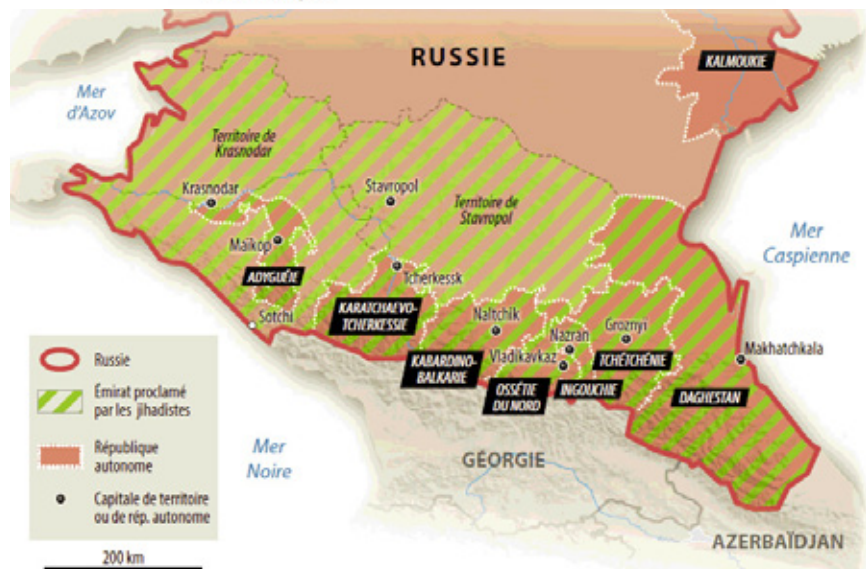 RUSSIE
KALMOUKIE
Mer
d'Azov
Territoire de
Krasnodar
Krasnodar
Stavropol
Territoire de
Stavropol
Maïkop
ADYGUÉIE
Tcherkessk
Mer
Caspienne
Sotchi
KARATCHAEVO-
TCHERKESSIE
Naltchik
Nazran
Groznyï
Vladikavkaz
Makhatchkala
KABARDINO-
BALKARIE
TCHÉTCHÉNIE
OSSÉTIE
DU NORD
INGOUCHIE
DAGHESTAN
Russie
Émirat proclamé
par les jihadistes
République
autonome
Capitale de territoire
ou de rép. autonome
200 km
Mer
Noire
GÉORGIE
AZERBAÏDJAN